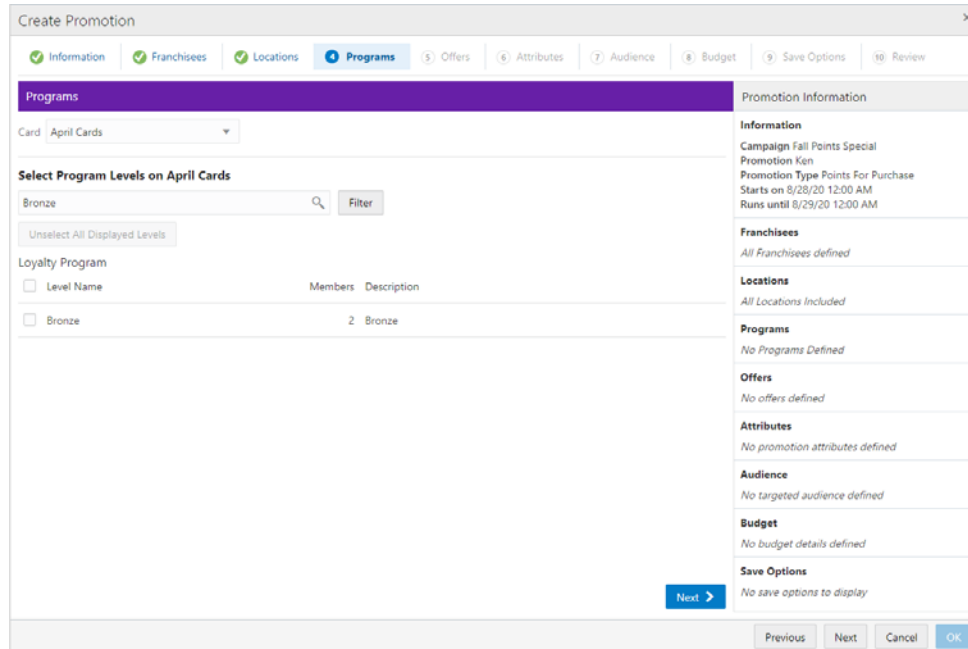 Create Promotion
Information
Franchisees
Locations
4 Programs
5 Offers
6 Attributes
7 Audience
8 Budget
9 Save Options
10 Review
Programs
Card April Cards
Select Program Levels on April Cards
Bronze
Filter
Unselect All Displayed Levels
Loyalty Program
Level Name Members Description
Bronze 2 Bronze
Next
Promotion Information
Information
Campaign Fall Points Special
Promotion Ken
Promotion Type Points For Purchase
Starts on 8/28/20 12:00 AM
Runs until 8/29/20 12:00 AM
Franchisees
All Franchisees defined
Locations
All Locations Included
Programs
No Programs Defined
Offers
No offers defined
Attributes
No promotion attributes defined
Audience
No targeted audience defined
Budget
No budget details defined
Save Options
No save options to display
Previous
Next
Cancel
OK